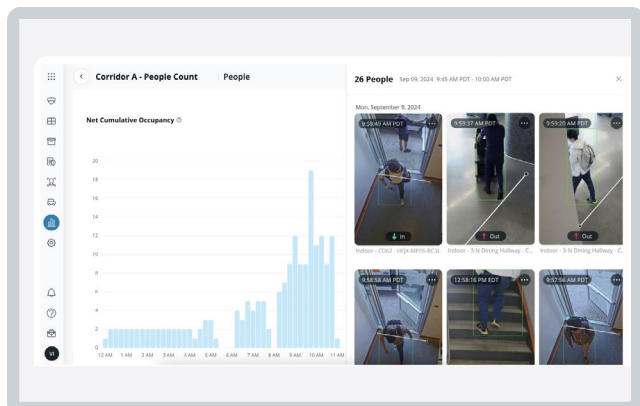 Corridor A - People Count
People
26 People
Sep 09, 2024 9:45 AM PDT - 10:00 AM PDT
Mon, September 9, 2024
Net Cumulative Occupancy
20
18
16
14
12
10
8
6
4
2
0
12 AM 1 AM 2 AM 3 AM 4 AM 5 AM 6 AM 7 AM 8 AM 9 AM 10 AM 11 AM
9:59:49 AM PDT
9:59:37 AM PDT
9:59:20 AM PDT
In
Out
Out
Indoor - 3-N Dining Hallway - C...
Indoor - 3-N Dining Hallway - C.
9:58:58 AM PDT
12:58:16 PM EDT
9:57:56 AM PDT
VI